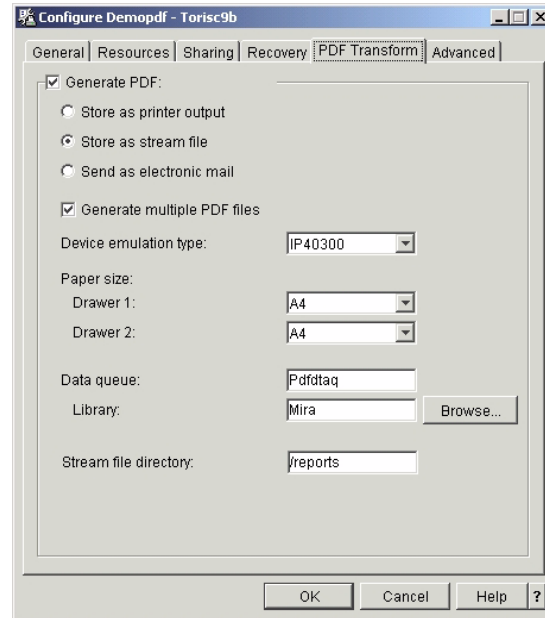 Configure Demopdf - Torisc9b
General Resources Sharing Recovery PDF Transform Advanced
Generate PDF:
Store as printer output
Store as stream file
Send as electronic mail
Generate multiple PDF files
Device emulation type: IP40300
Paper size:
Drawer 1: A4
Drawer 2: A4
Data queue: Pdfdtaq
Library: Mira Browse...
Stream file directory: /reports
OK Cancel Help ?